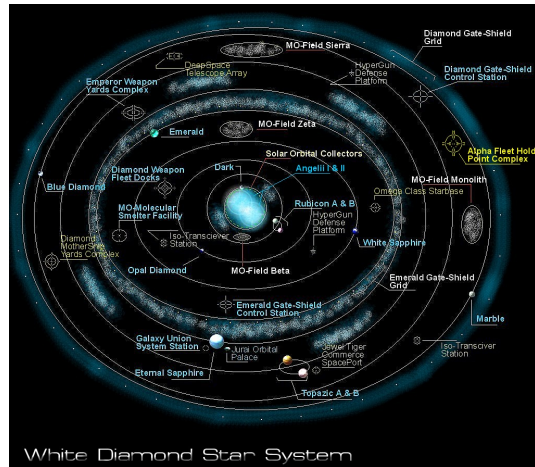 MO-Field Sierra
Diamond Gate-Shield
Grid
DeepSpace
Telescope Array
HyperGun
Defense
Platform
Diamond Gate-Shield
Control Station
Emperor Weapon
Yards Complex
Emerald
MO-Field Zeta
Alpha Fleet Hold
Point Complex
Solar Orbital Collectors
Dark
Angelii I & II
Diamond Weapon
Fleet Docks
MO-Field Monolith
Blue Diamond
Omega Class Starbase
Rubicon A & B
MO-Molecular
Smelter Facility
HyperGun
Defense
Platform
Iso-Transciever
Station
White Sapphire
Diamond
MotherShip
Yards Complex
Opal Diamond
MO-Field Beta
Emerald Gate-Shield
Grid
Emerald Gate-Shield
Control Station
Marble
Galaxy Union
System Station
Jurai Orbital
Palace
Jewel Tiger
Commerce
SpacePort
Iso-Transciver
Station
Eternal Sapphire
Topazic A & B
White Diamond Star System